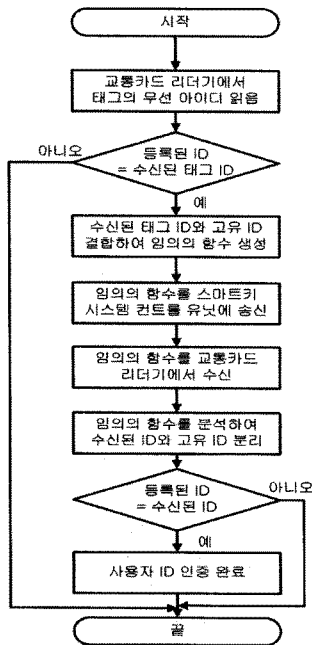 시작
교통카드 리더기에서
태그의 무선 아이디 읽음
아니오
등록된 ID
= 수신된 태그 ID
예
수신된 태그 ID와 고유 ID
결합하여 임의의 함수 생성
임의의 함수를 스마트키
시스템 컨트롤 유닛에 송신
임의의 함수를 교통카드
리더기에서 수신
임의의 함수를 분석하여
수신된 ID와 고유 ID 분리
아니오
등록된 ID
= 수신된 ID
예
사용자 ID 인증 완료
끝